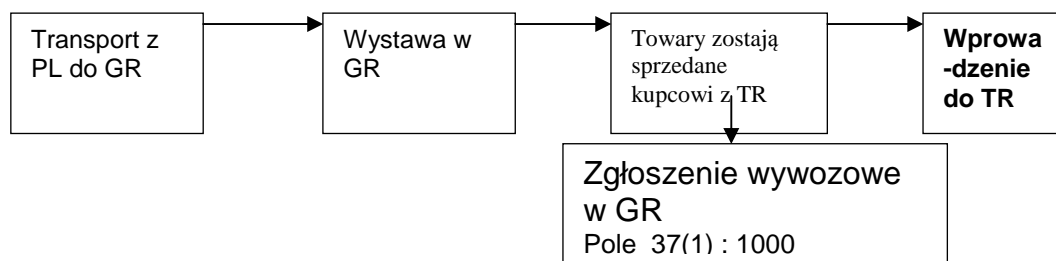 Transport z
PL do GR
Wystawa w
GR
Towary zostają
sprzedane
kupcowi z TR
Wprowa
-dzenie
do TR
Zgłoszenie wywozowe
w GR
Pole 37(1) : 1000